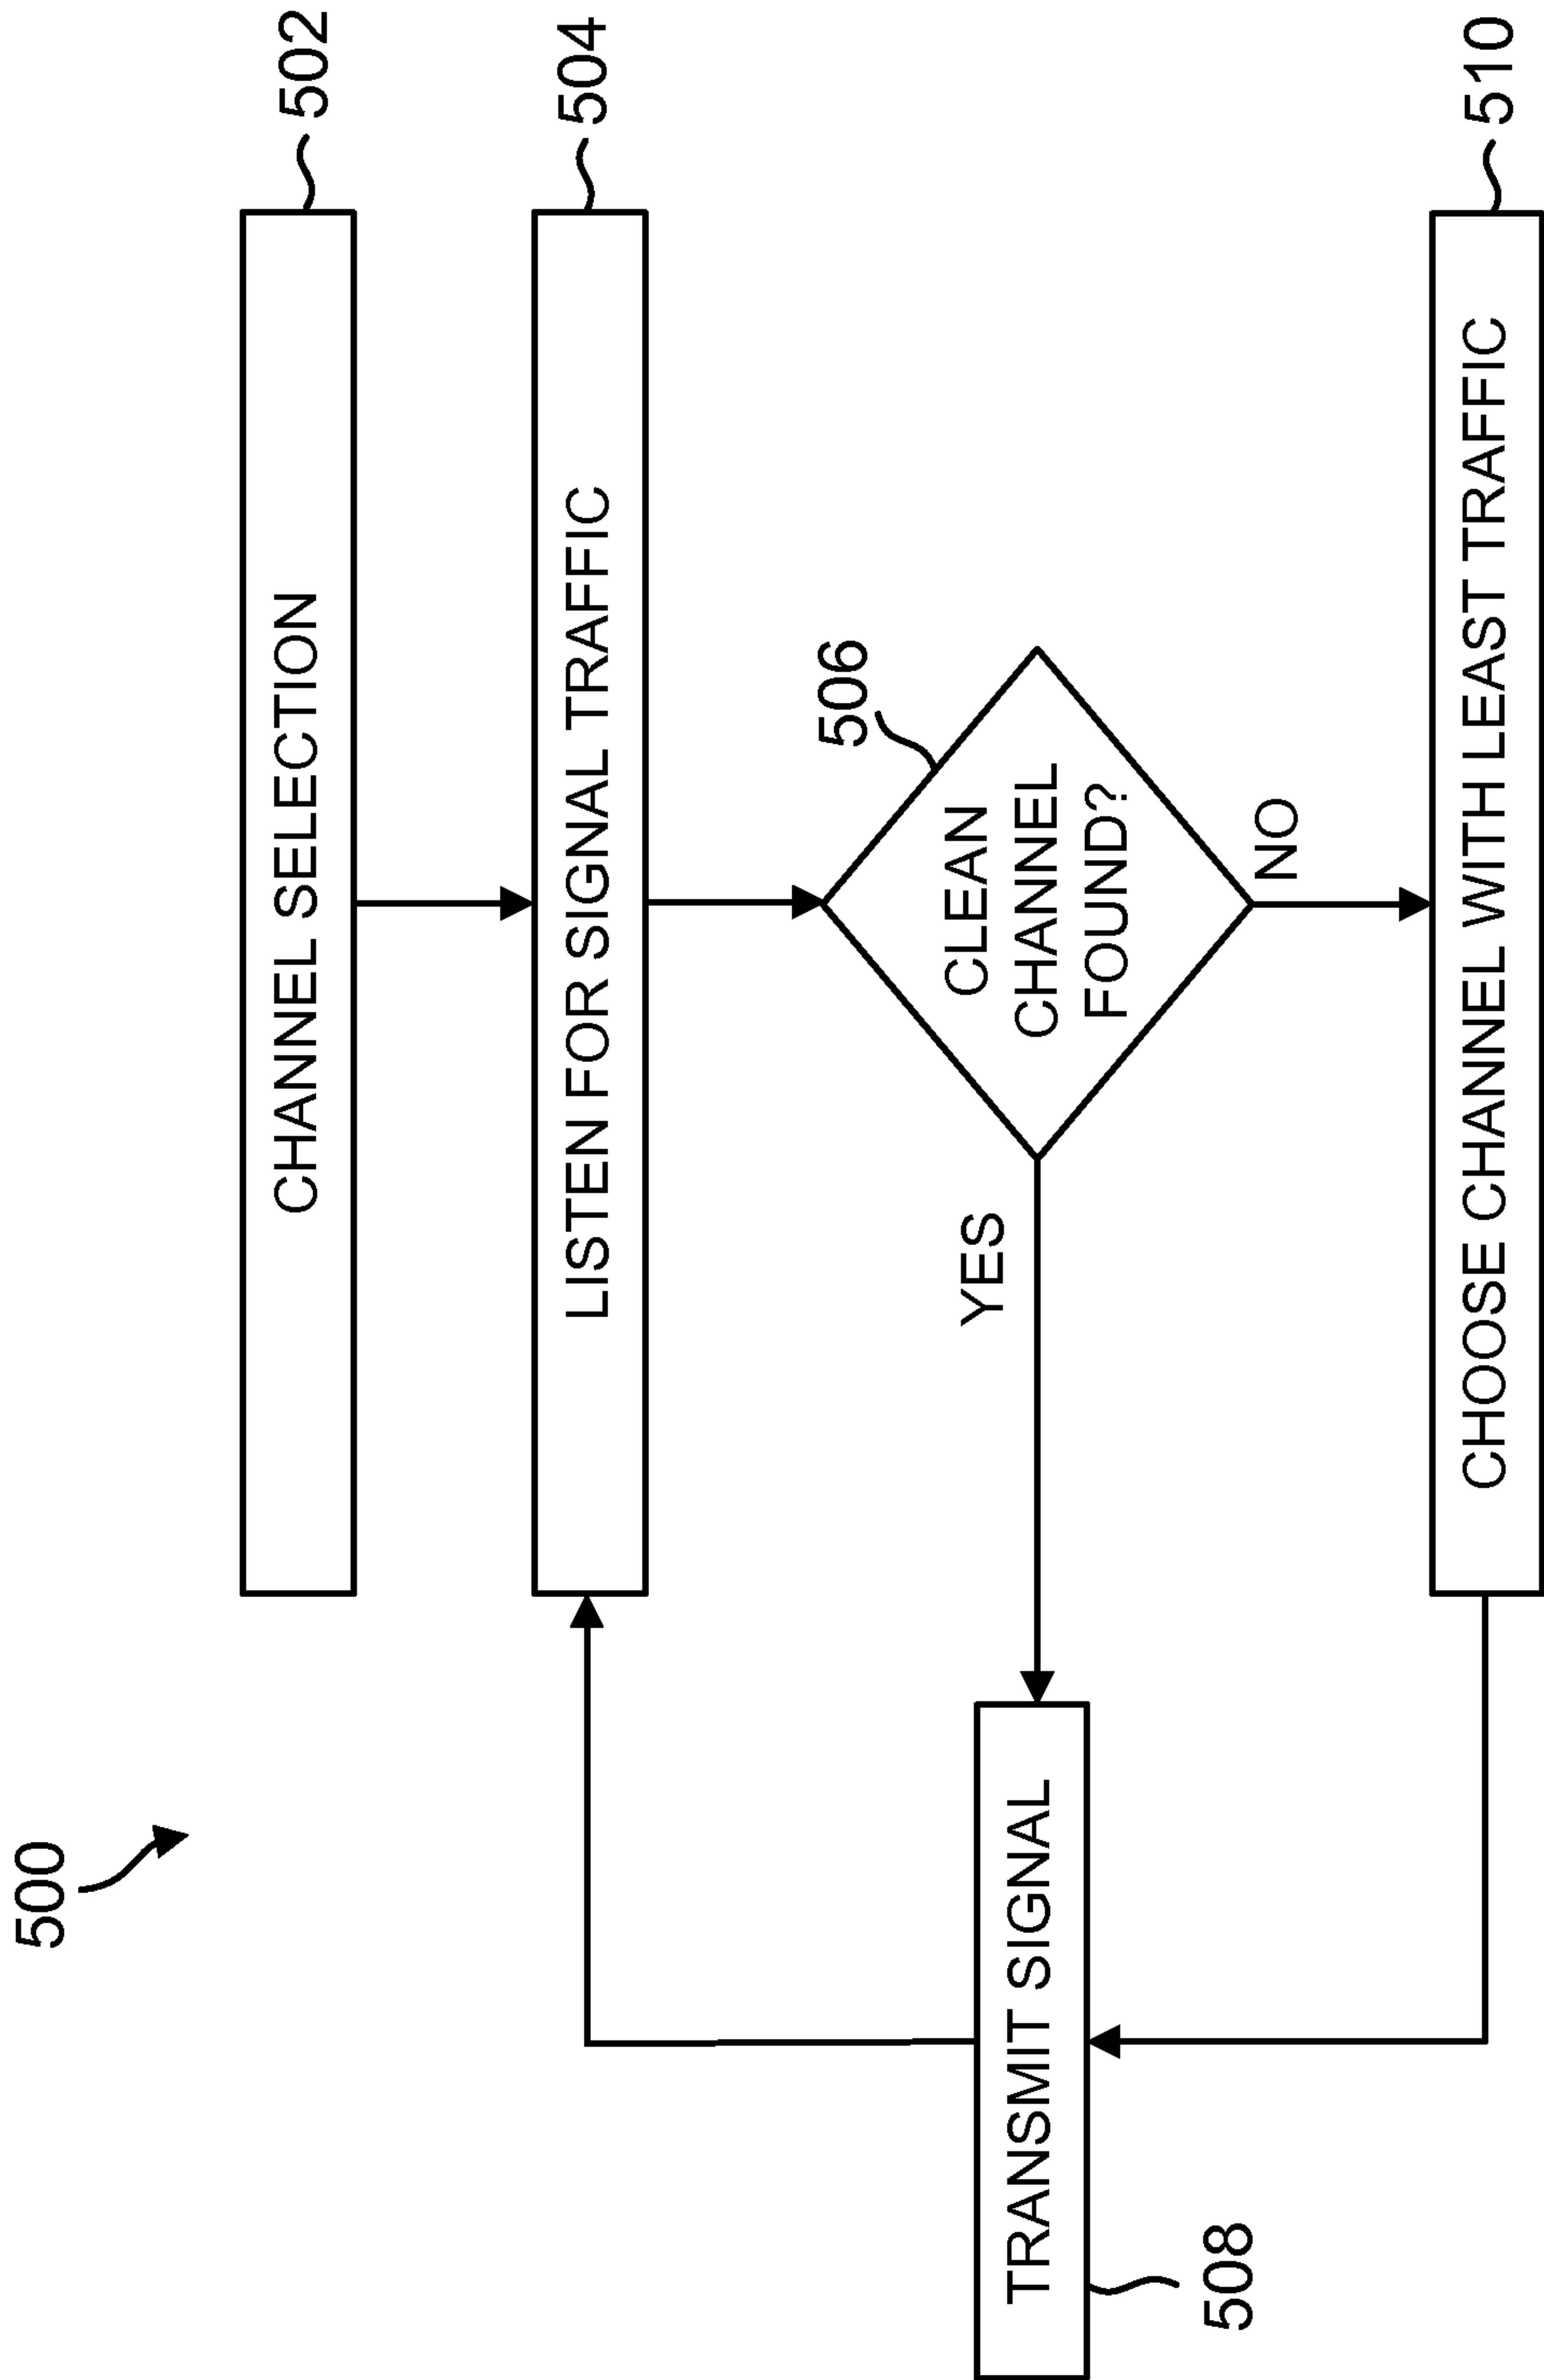 500
CHANNEL SELECTION
502
LISTEN FOR SIGNAL TRAFFIC
504
506
CLEAN
CHANNEL
FOUND?
YES
NO
TRANSMIT SIGNAL
508
CHOOSE CHANNEL WITH LEAST TRAFFIC
510